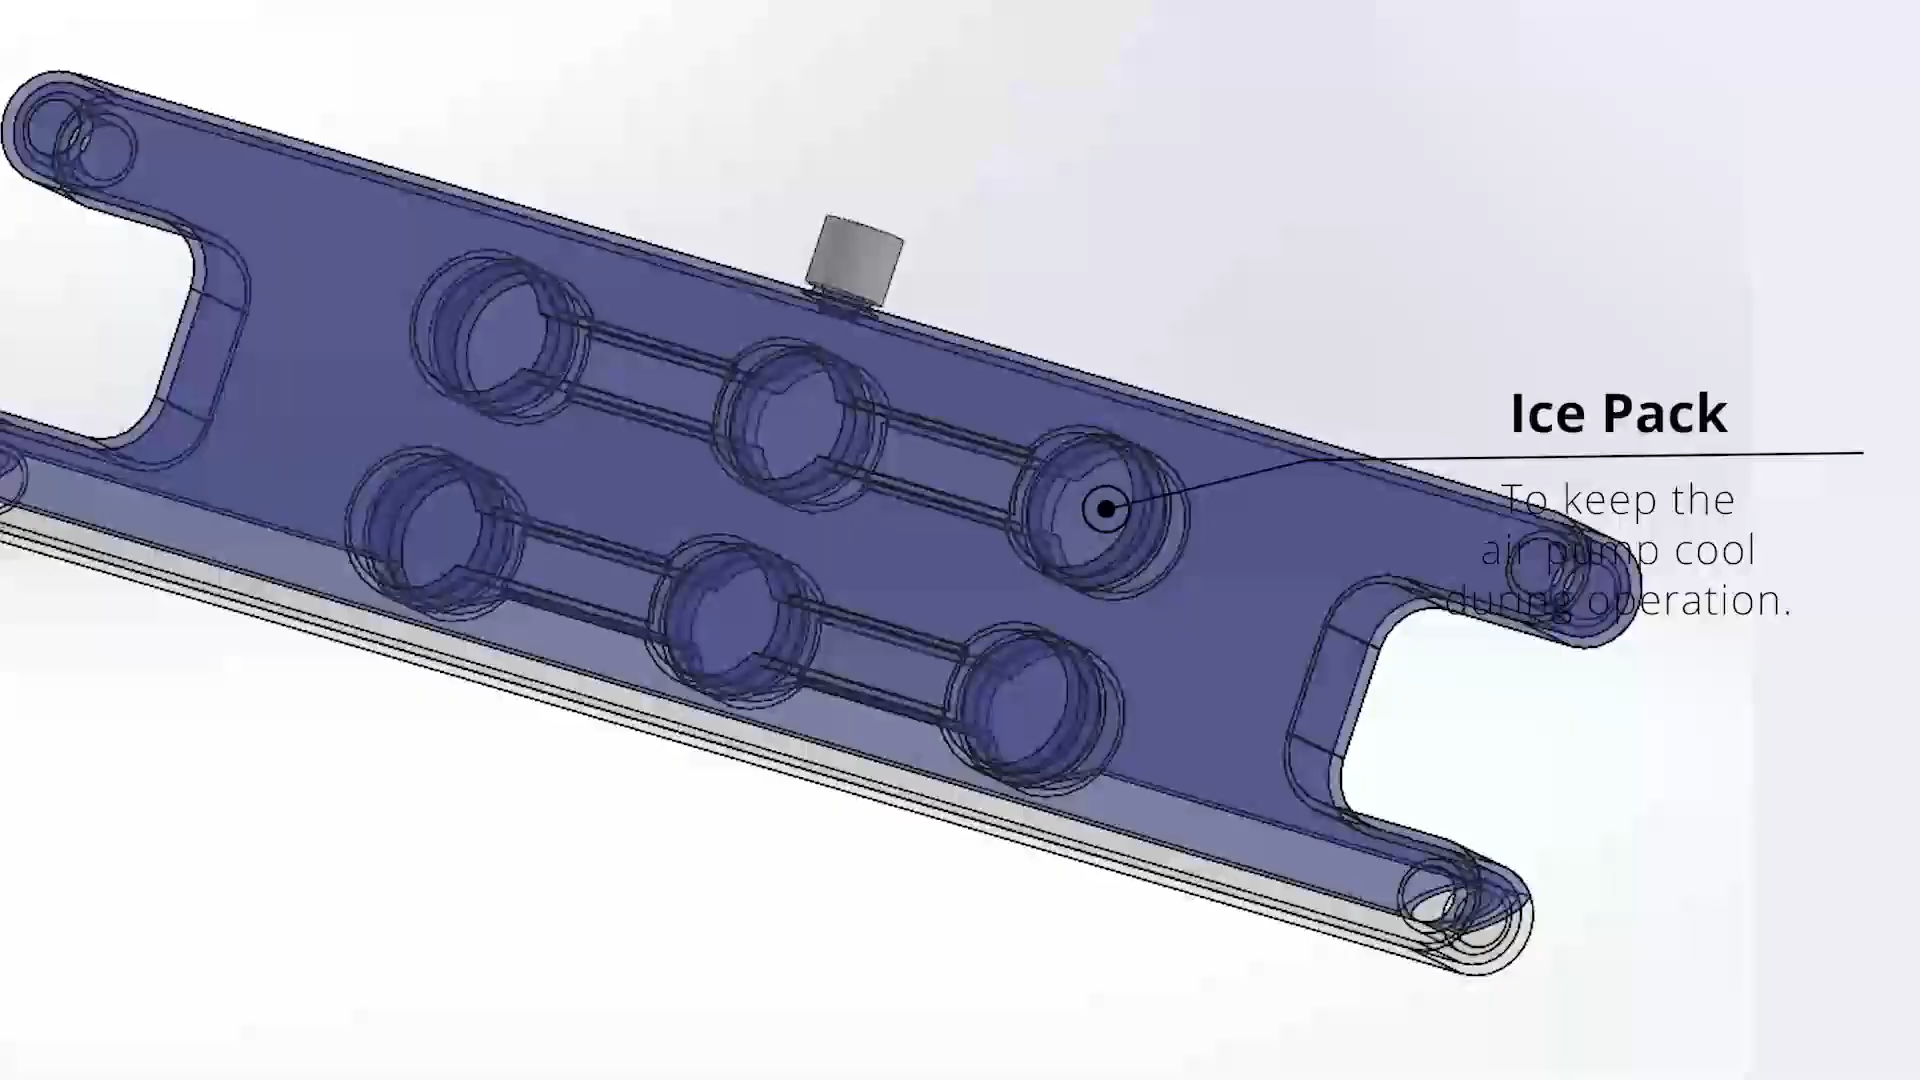 Ice Pack
To keep the
air pump cool
during operation.